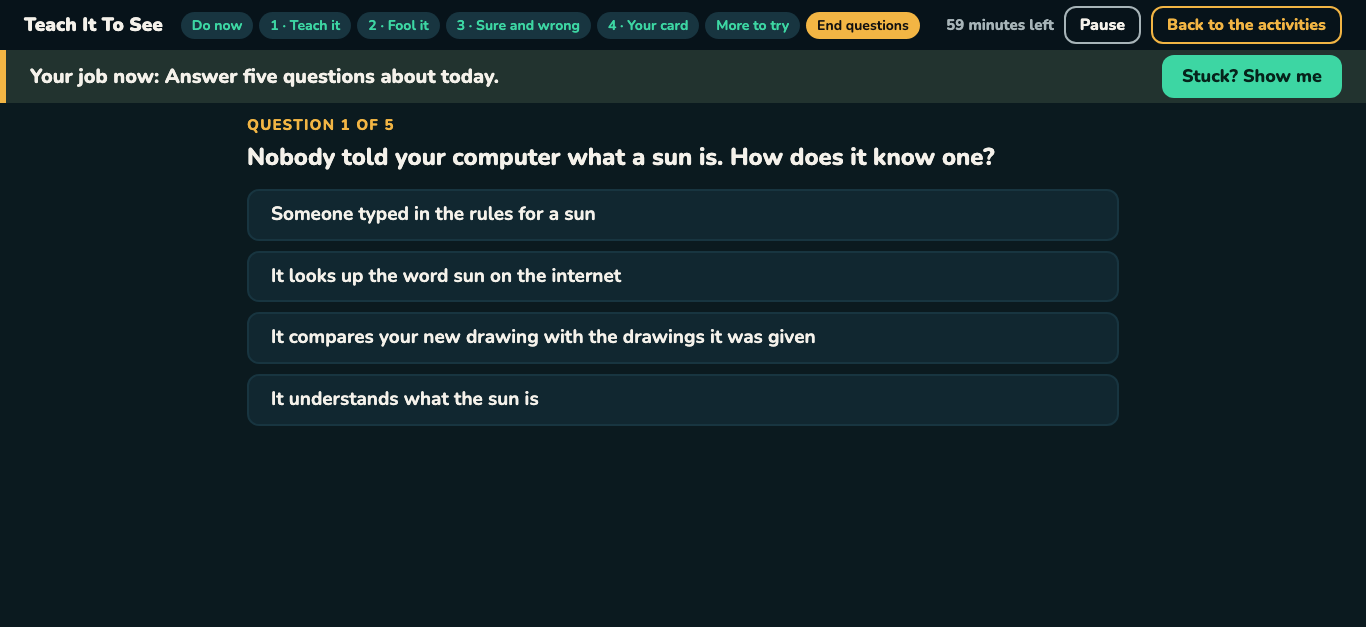 Teach It To See
Do now
1 · Teach it
2 · Fool it
3 · Sure and wrong
4 · Your card
More to try
End questions
59 minutes left
Pause
Back to the activities
Your job now: Answer five questions about today.
Stuck? Show me
QUESTION 1 OF 5
Nobody told your computer what a sun is. How does it know one?
Someone typed in the rules for a sun
It looks up the word sun on the internet
It compares your new drawing with the drawings it was given
It understands what the sun is